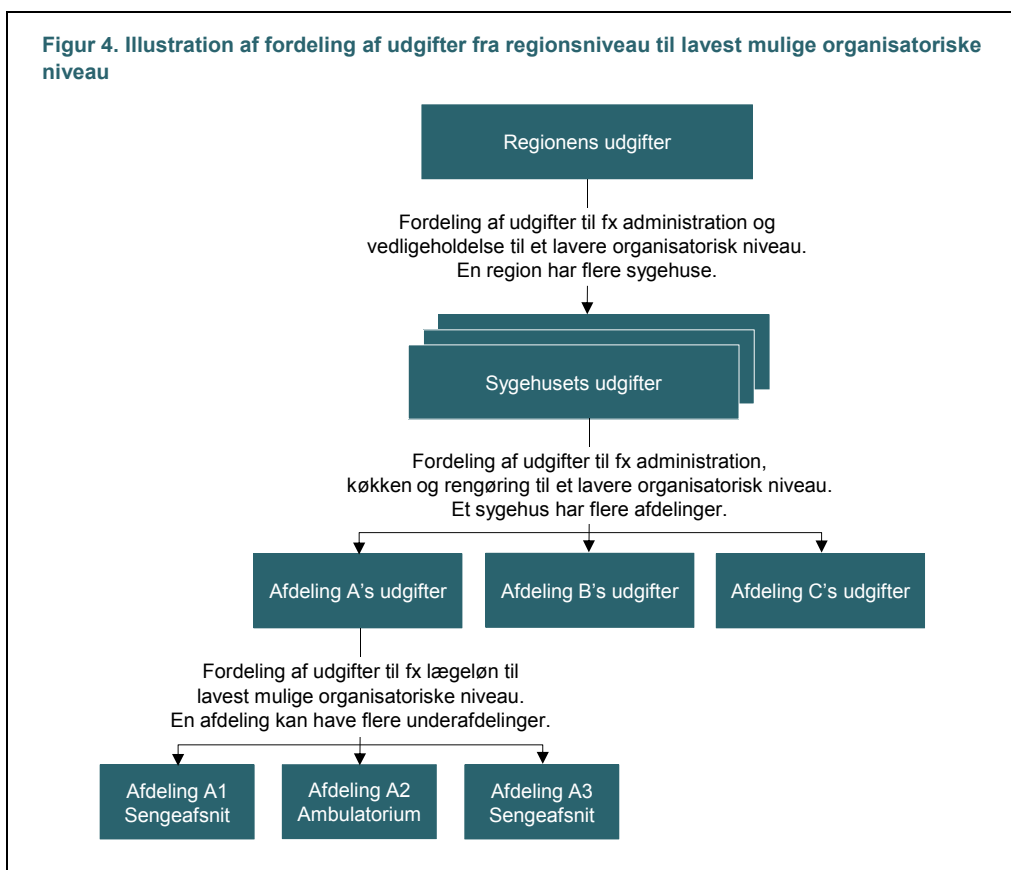 Figur 4. Illustration af fordeling af udgifter fra regionsniveau til lavest mulige organisatoriske
niveau
Regionens udgifter
Fordeling af udgifter til fx administration og
vedligeholdelse til et lavere organisatorisk niveau.
En region har flere sygehuse.
Sygehusets udgifter
Fordeling af udgifter til fx administration,
køkken og rengøring til et lavere organisatorisk niveau.
Et sygehus har flere afdelinger.
Afdeling A’s udgifter
Afdeling B’s udgifter
Afdeling C’s udgifter
Fordeling af udgifter til fx lægeløn til
lavest mulige organisatoriske niveau.
En afdeling kan have flere underafdelinger.
Afdeling A1
Sengeafsnit
Afdeling A2
Ambulatorium
Afdeling A3
Sengeafsnit